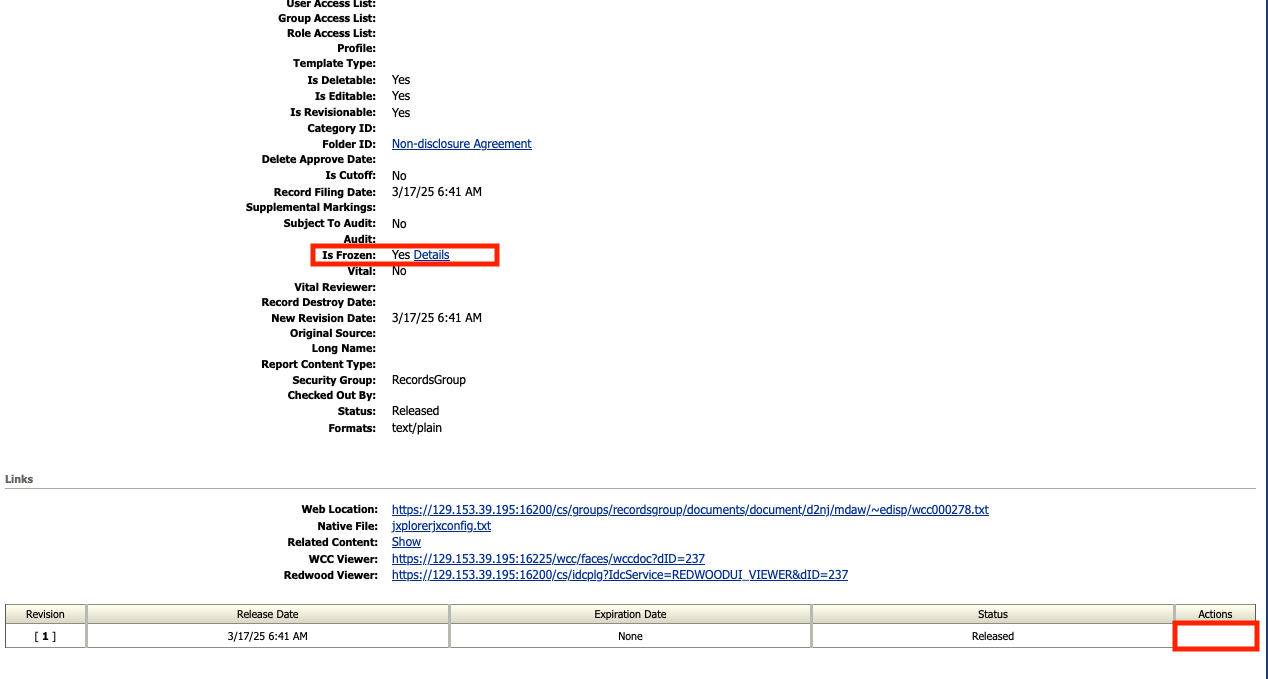 User Access List:
Group Access List:
Role Access List:
Profile:
Template Type:
Is Deletable: Yes
Is Editable: Yes
Is Revisionable: Yes
Category ID:
Folder ID: Non-disclosure Agreement
Delete Approve Date:
Is Cutoff: No
Record Filing Date: 3/17/25 6:41 AM
Supplemental Markings:
Subject To Audit: No
Audit:
Is Frozen: Yes Details
Vital: No
Vital Reviewer:
Record Destroy Date:
New Revision Date: 3/17/25 6:41 AM
Original Source:
Long Name:
Report Content Type:
Security Group: RecordsGroup
Checked Out By:
Status: Released
Formats: text/plain
Links
Web Location: https://129.153.39.195:16200/cs/groups/recordsgroup/documents/document/d2nj/mdaw/~edisp/wcc000278.txt
Native File: jxplorerjxconfig.txt
Related Content: Show
WCC Viewer: https://129.153.39.195:16225/wcc/faces/wccdoc?dID=237
Redwood Viewer: https://129.153.39.195:16200/cs/idcplg?IdcService=REDWOODUI_VIEWER&dID=237
Revision Release Date Expiration Date Status Actions
[ 1 ] 3/17/25 6:41 AM None Released